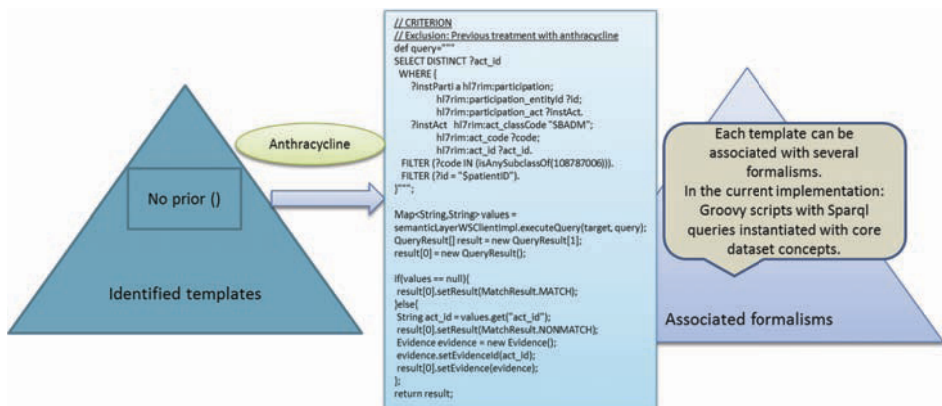 No prior ()
Identified templates
Anthracycline
// CRITERION
// Exclusion: Previous treatment with anthracycline
def query="""
SELECT DISTINCT ?act_id
WHERE {
?instParti a hl7rim:participation;
hl7rim:participation_entityId ?id;
hl7rim:participation_act ?instAct.
?instAct hl7rim:act_classCode "SBADM";
hl7rim:act_code ?code;
hl7rim:act_id ?act_id.
FILTER (?code IN (isAnySubclassOf(108787006))).
FILTER (?id = "$patientID").
}""";
Map<String,String> values =
semanticLayerWSClientImpl.executeQuery(target, query);
QueryResult[] result = new QueryResult[1];
result[0] = new QueryResult();
if(values == null){
result[0].setResult(MatchResult.MATCH);
}else{
String act_id = values.get("act_id");
result[0].setResult(MatchResult.NONMATCH);
Evidence evidence = new Evidence();
evidence.setEvidenceId(act_id);
result[0].setEvidence(evidence);
};
return result;
Each template can be
associated with several
formalisms.
In the current implementation:
Groovy scripts with Sparql
queries instantiated with core
dataset concepts.
Associated formalisms